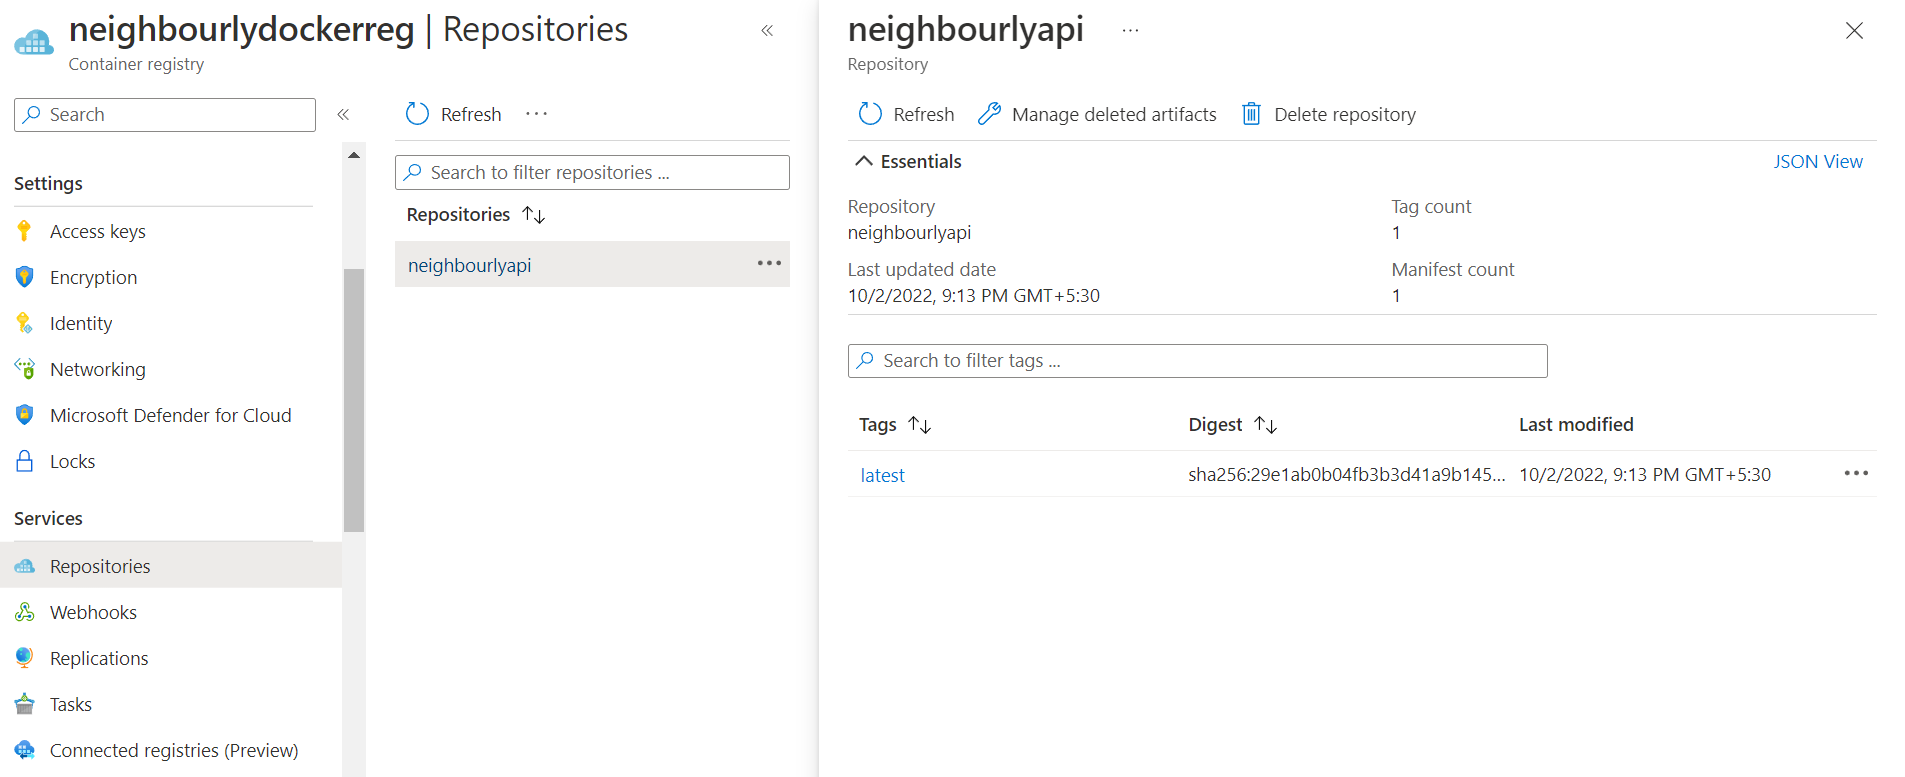 neighbourlydockerreg | Repositories
Container registry
Search
Settings
Access keys
Encryption
Identity
Networking
Microsoft Defender for Cloud
Locks
Services
Repositories
Webhooks
Replications
Tasks
Connected registries (Preview)
Refresh
Search to filter repositories ...
Repositories
neighbourlyapi
neighbourlyapi
Repository
Refresh Manage deleted artifacts Delete repository
Essentials JSON View
Repository Tag count
neighbourlyapi 1
Last updated date Manifest count
10/2/2022, 9:13 PM GMT+5:30 1
Search to filter tags ...
Tags Digest Last modified
latest sha256:29e1ab0b04fb3b3d41a9b145... 10/2/2022, 9:13 PM GMT+5:30